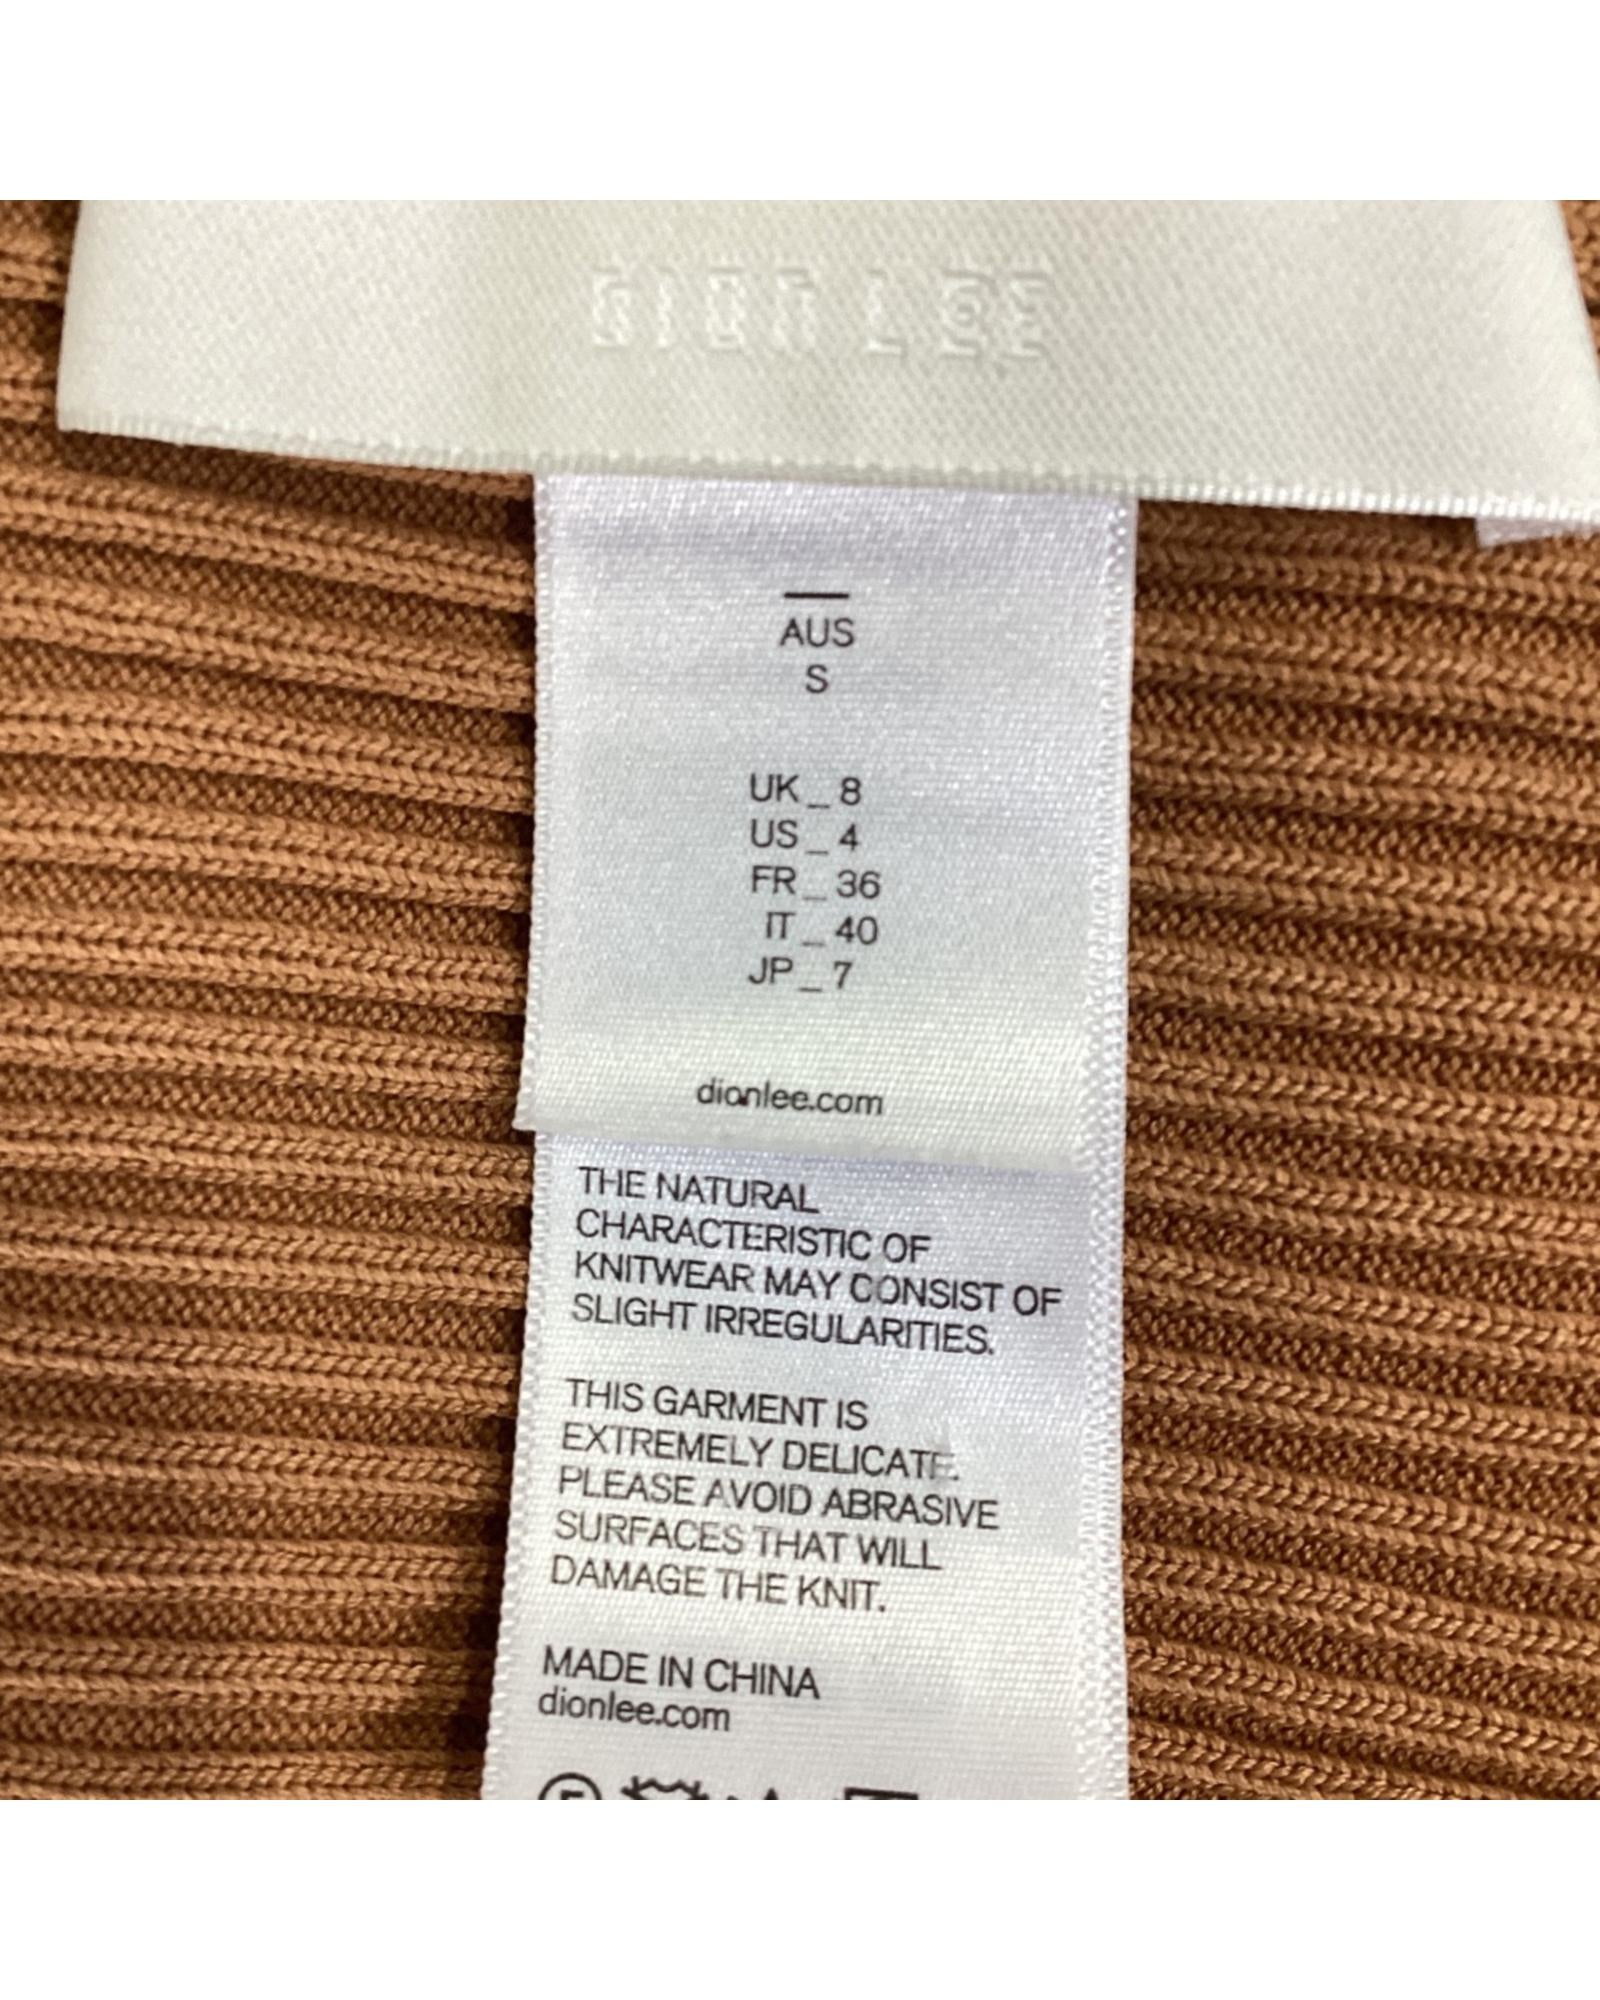 DION LEE
AUS
S
UK _ 8
US _ 4
FR _ 36
IT _ 40
JP _ 7
dionlee.com
THE NATURAL
CHARACTERISTIC OF
KNITWEAR MAY CONSIST OF
SLIGHT IRREGULARITIES.
THIS GARMENT IS
EXTREMELY DELICATE.
PLEASE AVOID ABRASIVE
SURFACES THAT WILL
DAMAGE THE KNIT.
MADE IN CHINA
dionlee.com